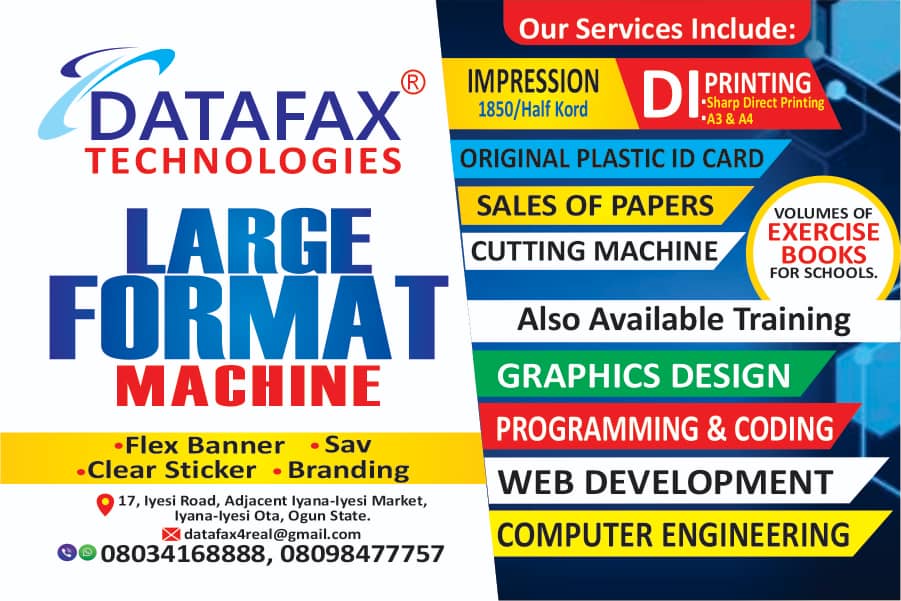 DATAFAX®
TECHNOLOGIES
LARGE
FORMAT
MACHINE
•Flex Banner •Sav
•Clear Sticker •Branding
17, Iyesi Road, Adjacent Iyana-Iyesi Market,
Iyana-Iyesi Ota, Ogun State.
datafax4real@gmail.com
08034168888, 08098477757
Our Services Include:
IMPRESSION
1850/Half Kord
DI:PRINTING
Sharp Direct Printing
A3 & A4
ORIGINAL PLASTIC ID CARD
SALES OF PAPERS
CUTTING MACHINE
VOLUMES OF
EXERCISE
BOOKS
FOR SCHOOLS.
Also Available Training
GRAPHICS DESIGN
PROGRAMMING & CODING
WEB DEVELOPMENT
COMPUTER ENGINEERING